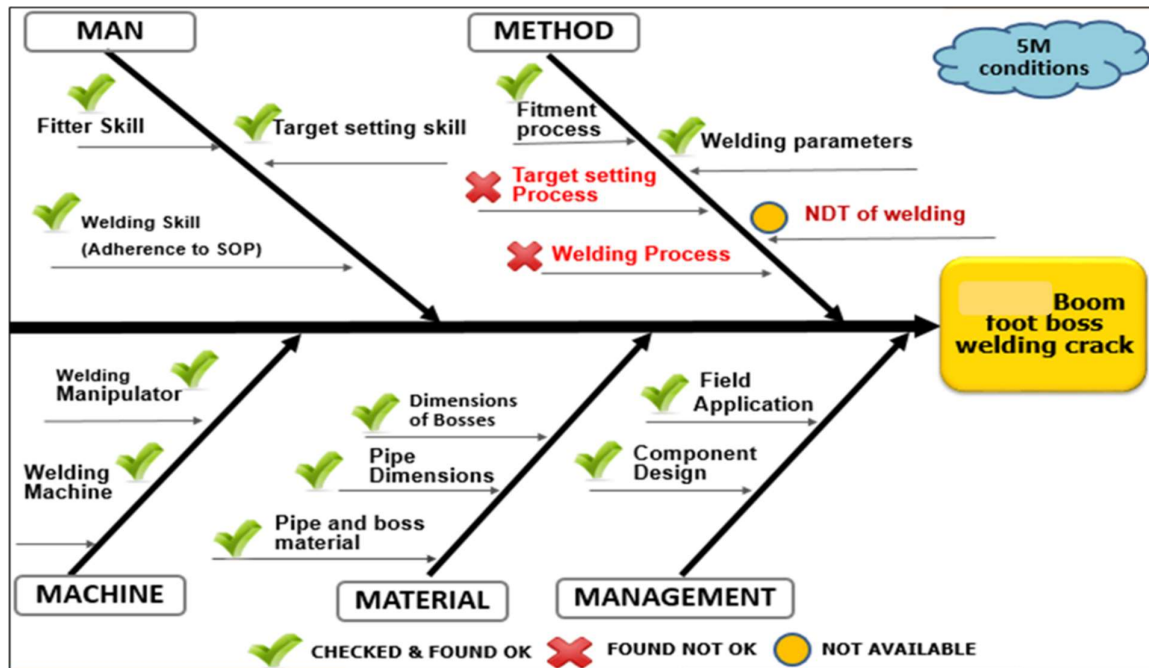 MAN
METHOD
5M
conditions
Fitter Skill
Target setting skill
Welding Skill
(Adherence to SOP)
Fitment
process
Welding parameters
Target setting
Process
NDT of welding
Welding Process
Boom
foot boss
welding crack
Welding
Manipulator
Welding
Machine
Dimensions
of Bosses
Pipe
Dimensions
Pipe and boss
material
Field
Application
Component
Design
MACHINE
MATERIAL
MANAGEMENT
CHECKED & FOUND OK
FOUND NOT OK
NOT AVAILABLE